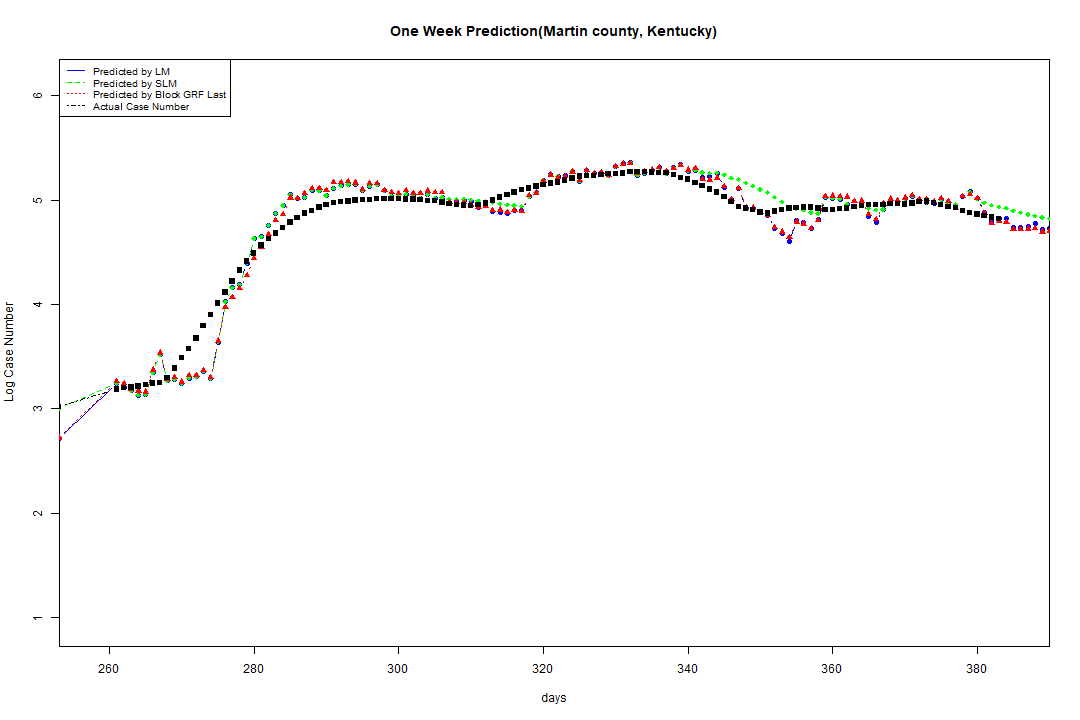 One Week Prediction(Martin county, Kentucky)
Predicted by LM
Predicted by SLM
Predicted by Block GRF Last
Actual Case Number
6
5
4
3
2
1
Log Case Number
260 280 300 320 340 360 380
days